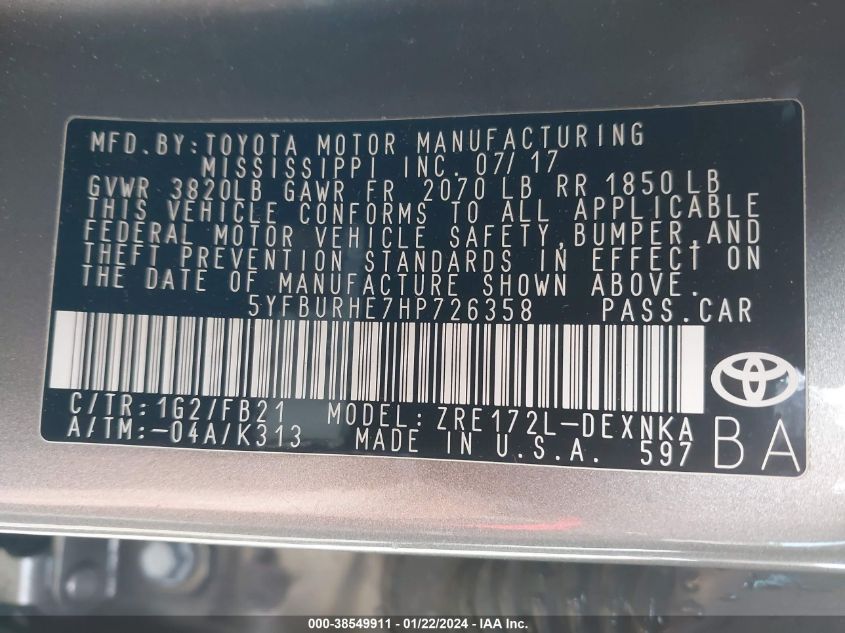 MFD.BY:TOYOTA MOTOR MANUFACTURING
MISSISSIPPI INC. 07/17
GVWR 3820LB GAWR FR 2070 LB RR 1850 LB
THIS VEHICLE CONFORMS TO ALL APPLICABLE
FEDERAL MOTOR VEHICLE SAFETY,BUMPER,AND
THEFT PREVENTION STANDARDS IN EFFECT ON
THE DATE OF MANUFACTURE SHOWN ABOVE.
5YFBURHE7HP726358 PASS.CAR
C/TR:1G2/FB21 MODEL:ZRE172L-DEXNKA
A/TM:-04A/K313 MADE IN U.S.A. 597 BA
000-38549911 - 01/22/2024 - IAA Inc.